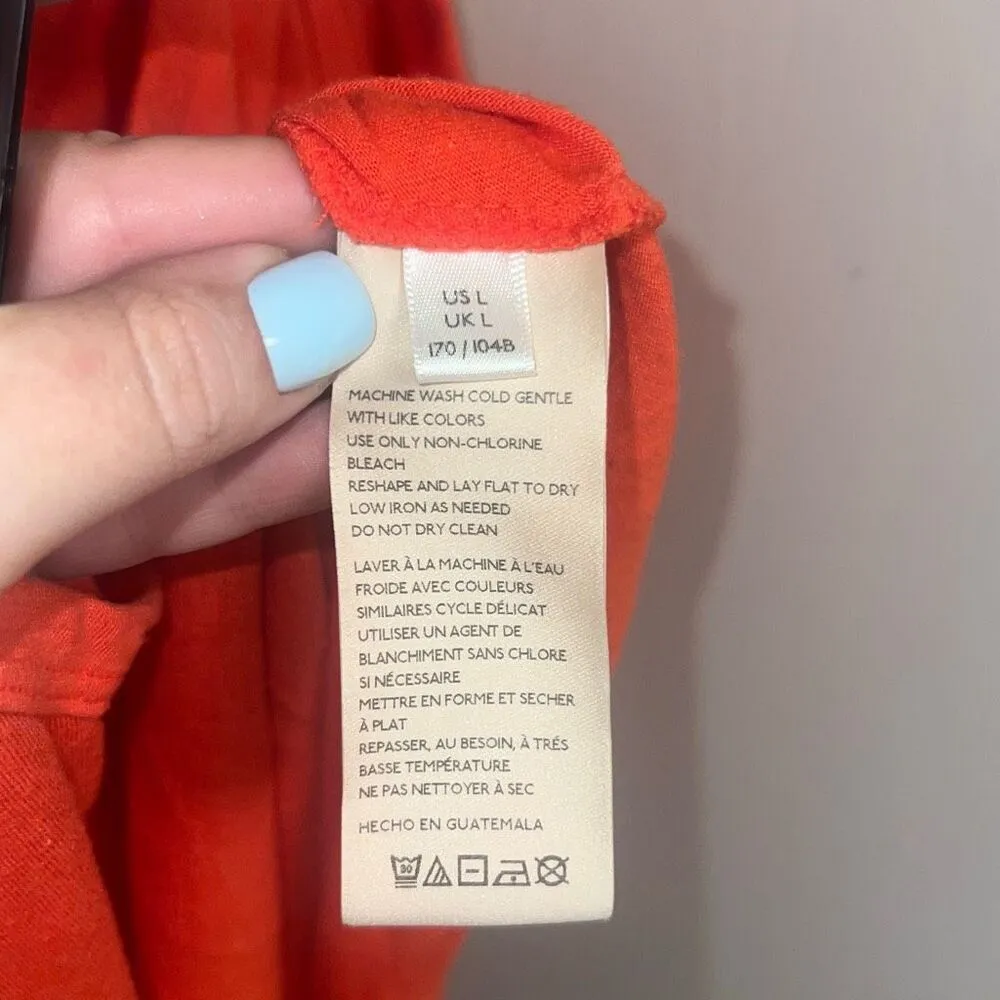 US L
UK L
170 / 104B
MACHINE WASH COLD GENTLE
WITH LIKE COLORS
USE ONLY NON-CHLORINE
BLEACH
RESHAPE AND LAY FLAT TO DRY
LOW IRON AS NEEDED
DO NOT DRY CLEAN
LAVER À LA MACHINE À L'EAU
FROIDE AVEC COULEURS
SIMILAIRES CYCLE DÉLICAT
UTILISER UN AGENT DE
BLANCHIMENT SANS CHLORE
SI NÉCESSAIRE
METTRE EN FORME ET SECHER
À PLAT
REPASSER, AU BESOIN, À TRÉS
BASSE TEMPÉRATURE
NE PAS NETTOYER À SEC
HECHO EN GUATEMALA
30